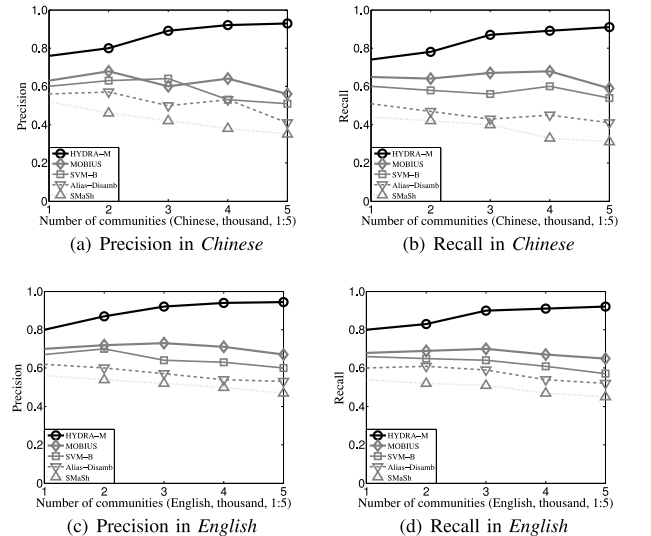 1.0
0.8
0.6
0.4
0.2
0
Precision
HYDRA−M
MOBIUS
SVM−B
Alias−Disamb
SMaSh
1 2 3 4 5
Number of communities (Chinese, thousand, 1:5)
(a) Precision in Chinese
1.0
0.8
0.6
0.4
0.2
0
Recall
HYDRA−M
MOBIUS
SVM−B
Alias−Disamb
SMaSh
1 2 3 4 5
Number of communities (Chinese, thousand, 1:5)
(b) Recall in Chinese
1.0
0.8
0.6
0.4
0.2
0
Precision
HYDRA−M
MOBIUS
SVM−B
Alias−Disamb
SMaSh
1 2 3 4 5
Number of communities (English, thousand, 1:5)
(c) Precision in English
1.0
0.8
0.6
0.4
0.2
0
Recall
HYDRA−M
MOBIUS
SVM−B
Alias−Disamb
SMaSh
1 2 3 4 5
Number of communities (English, thousand, 1:5)
(d) Recall in English